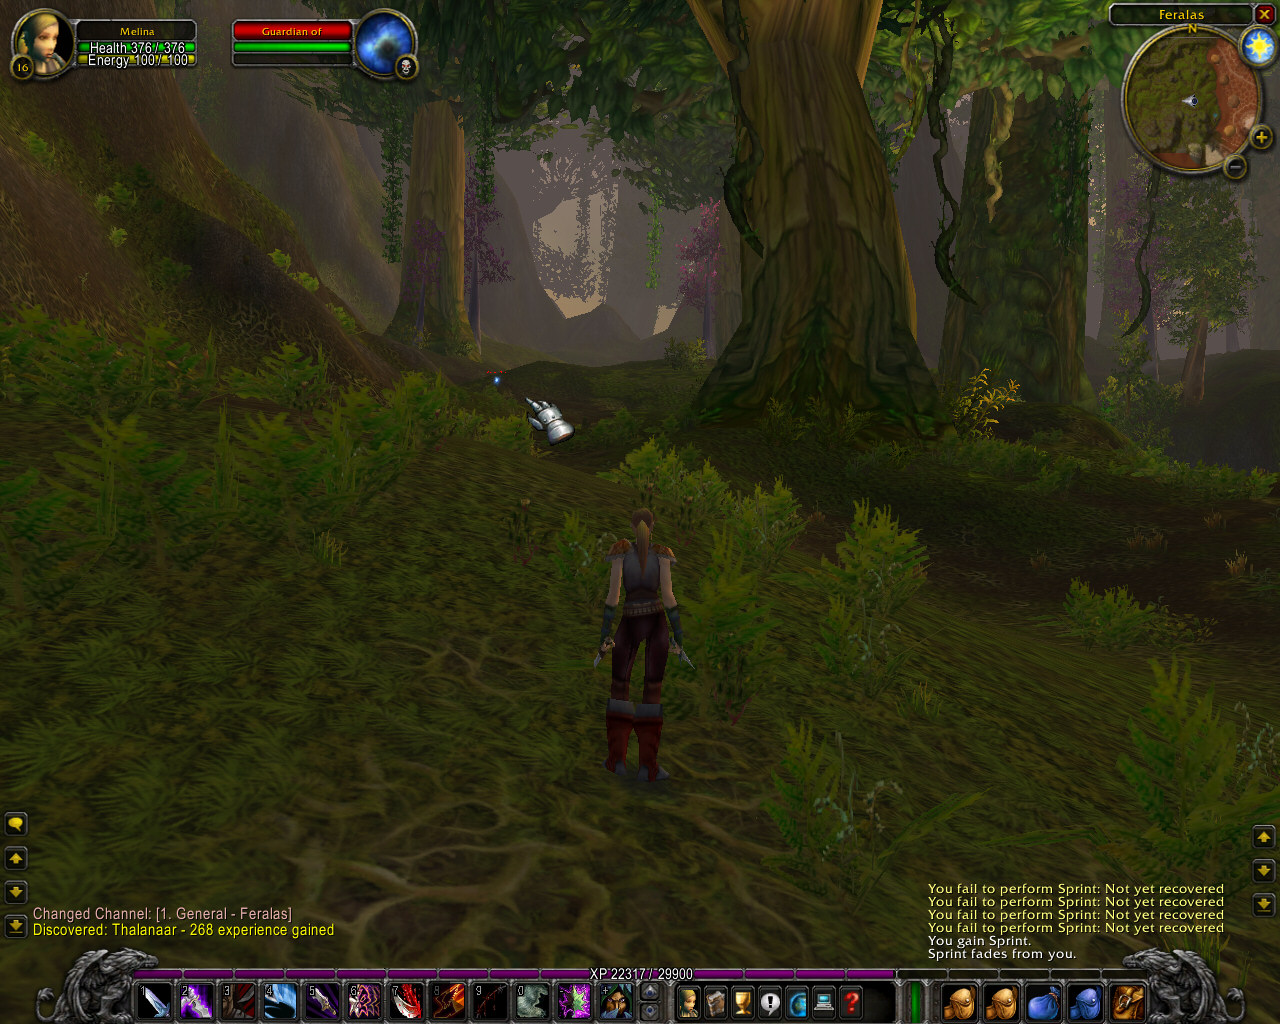 Melina
Health 376 / 376
Energy 100 / 100
16
Guardian of
Feralas
N
You fail to perform Sprint: Not yet recovered
You fail to perform Sprint: Not yet recovered
You fail to perform Sprint: Not yet recovered
You fail to perform Sprint: Not yet recovered
You gain Sprint.
Sprint fades from you.
Changed Channel: [1. General - Feralas]
Discovered: Thalanaar - 268 experience gained
XP 22317 / 29900
1 2 3 4 5 6 7 8 9 0 - +